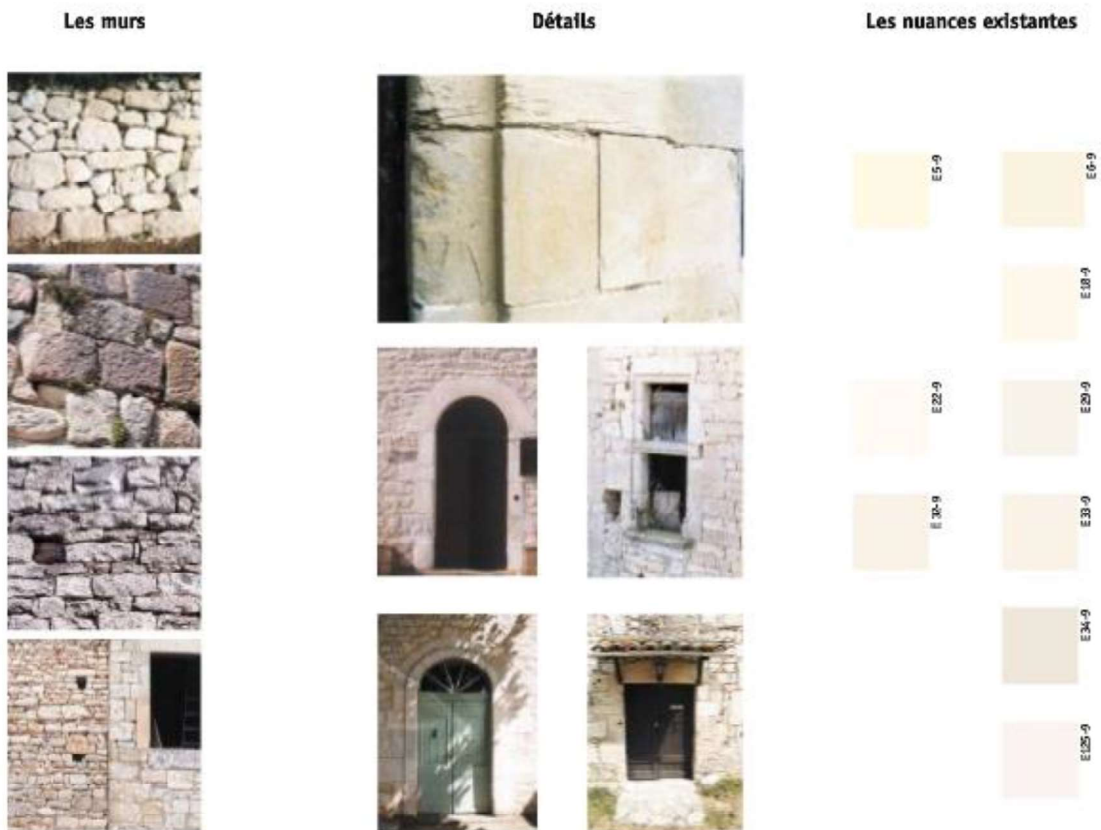 Les murs
Détails
Les nuances existantes
E5-9
E6-9
E18-9
E22-9
E29-9
E33-9
E34-9
E125-9